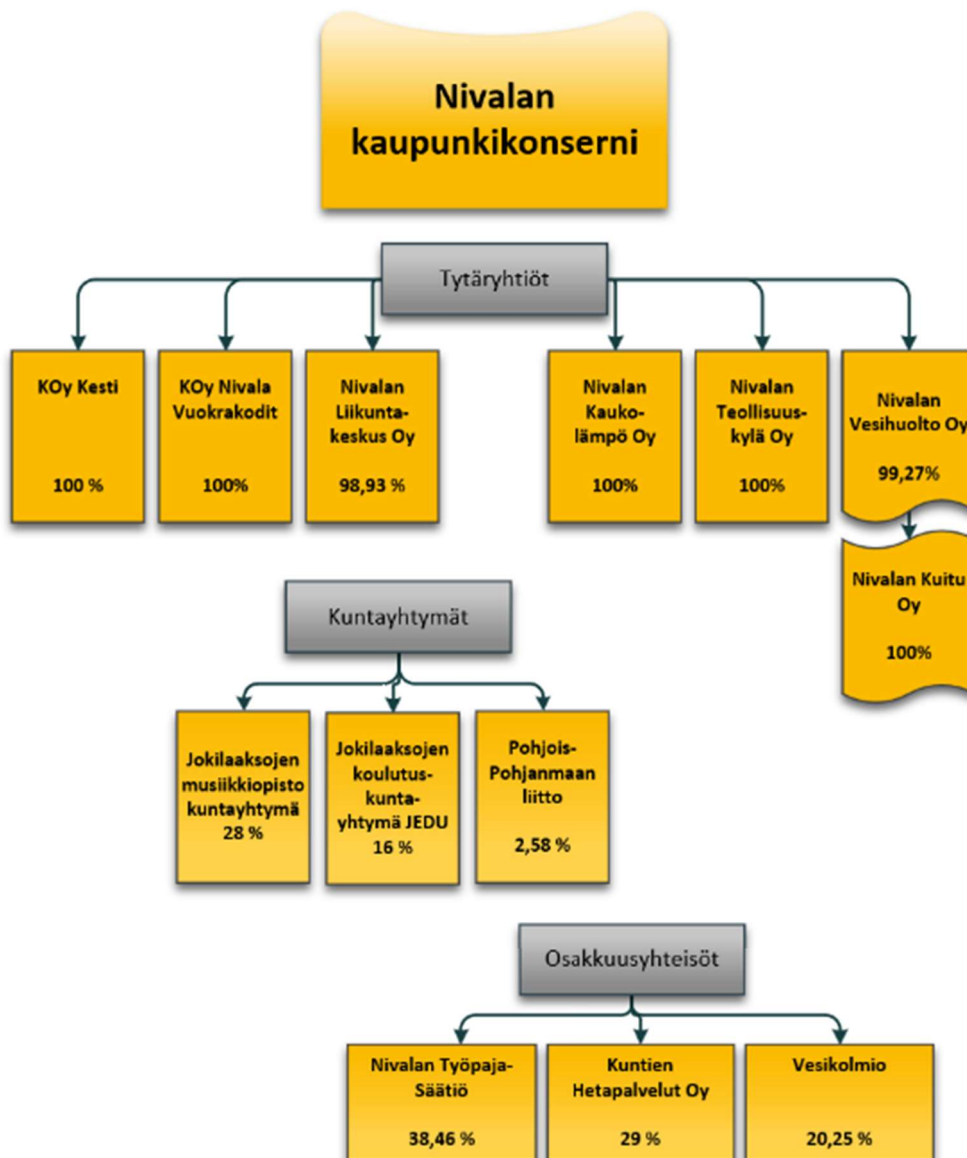 Nivalan
kaupunkikonserni
Tytäryhtiöt
KOy Kesti
100 %
KOy Nivala
Vuokrakodit
100%
Nivalan
Liikunta-
keskus Oy
98,93 %
Nivalan
Kauko-
lämpö Oy
100%
Nivalan
Teollisuus-
kylä Oy
100%
Nivalan
Vesihuolto Oy
99,27%
Nivalan Kuitu
Oy
100%
Kuntayhtymät
Jokilaaksojen
musiikkiopisto
kuntayhtymä
28 %
Jokilaaksojen
koulutus-
kunta-
yhtymä JEDU
16 %
Pohjois-
Pohjanmaan
liitto
2,58 %
Osakkuusyhteisöt
Nivalan Työpaja-
Säätiö
38,46 %
Kuntien
Hetapalvelut Oy
29 %
Vesikolmio
20,25 %